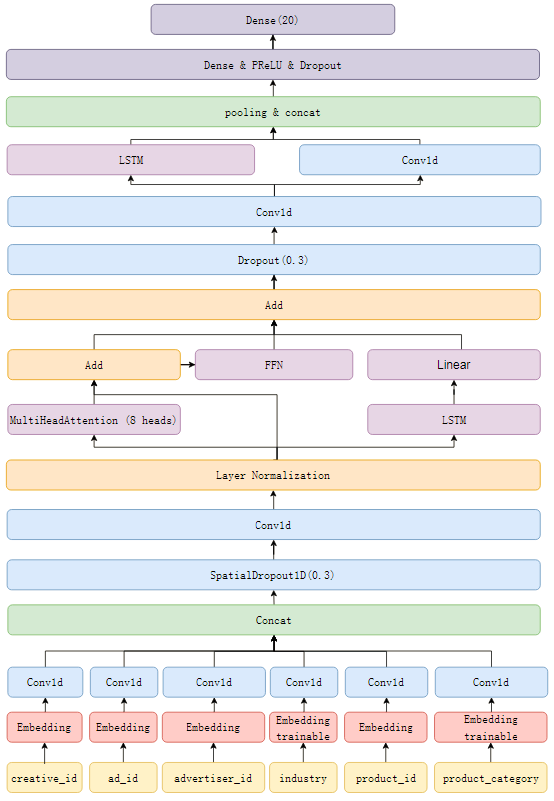 Dense(20)
Dense & PReLU & Dropout
pooling & concat
LSTM
Conv1d
Conv1d
Dropout(0.3)
Add
Add
FFN
Linear
MultiHeadAttention (8 heads)
LSTM
Layer Normalization
Conv1d
SpatialDropout1D(0.3)
Concat
Conv1d
Conv1d
Conv1d
Conv1d
Conv1d
Conv1d
Embedding
Embedding
Embedding
Embedding
trainable
Embedding
Embedding
trainable
creative_id
ad_id
advertiser_id
industry
product_id
product_category